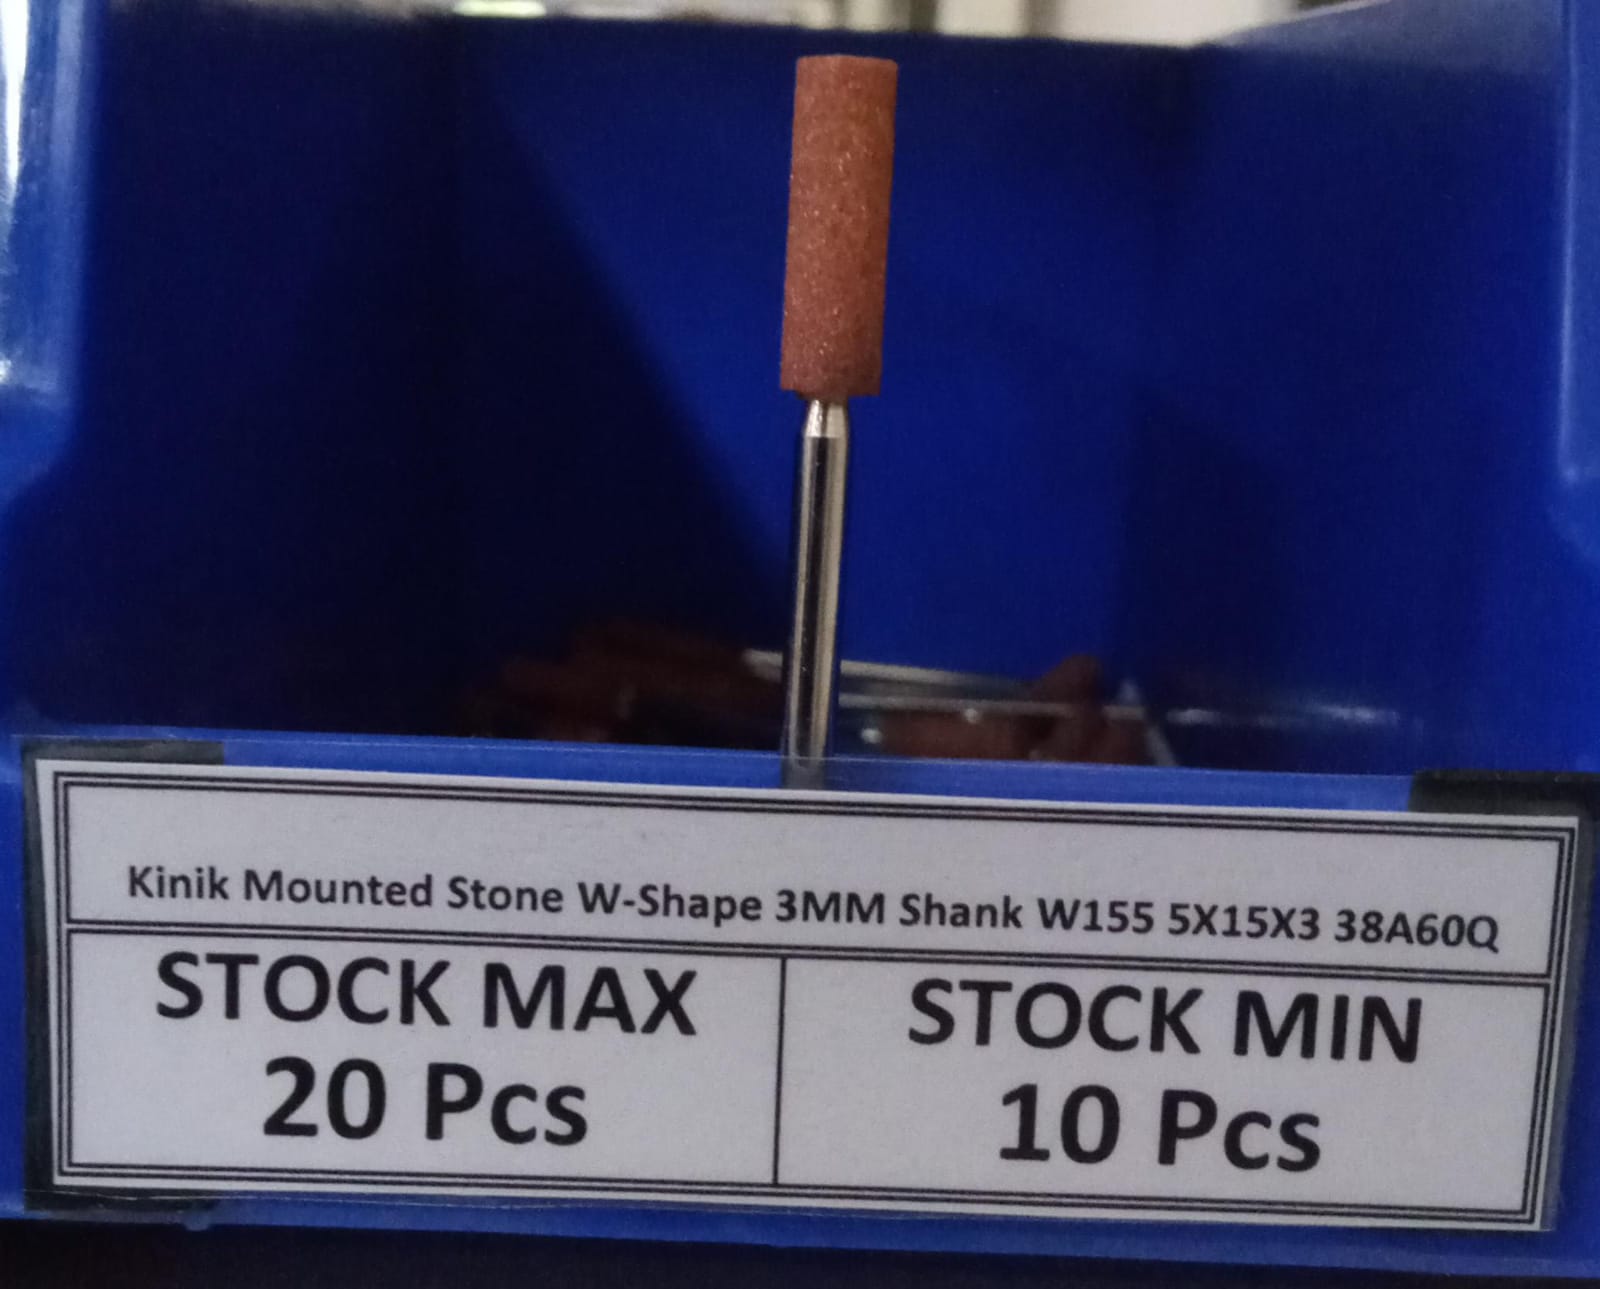 Kinik Mounted Stone W-Shape 3MM Shank W155 5X15X3 38A60Q
STOCK MAX
20 Pcs
STOCK MIN
10 Pcs